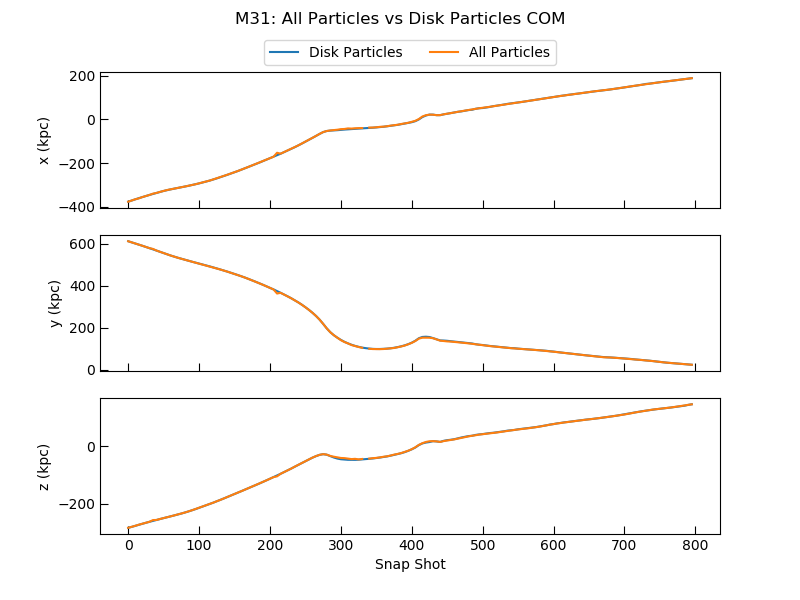 M31: All Particles vs Disk Particles COM
Disk Particles All Particles
200
0
−200
−400
x (kpc)
600
400
200
0
y (kpc)
0
−200
z (kpc)
0 100 200 300 400 500 600 700 800
Snap Shot